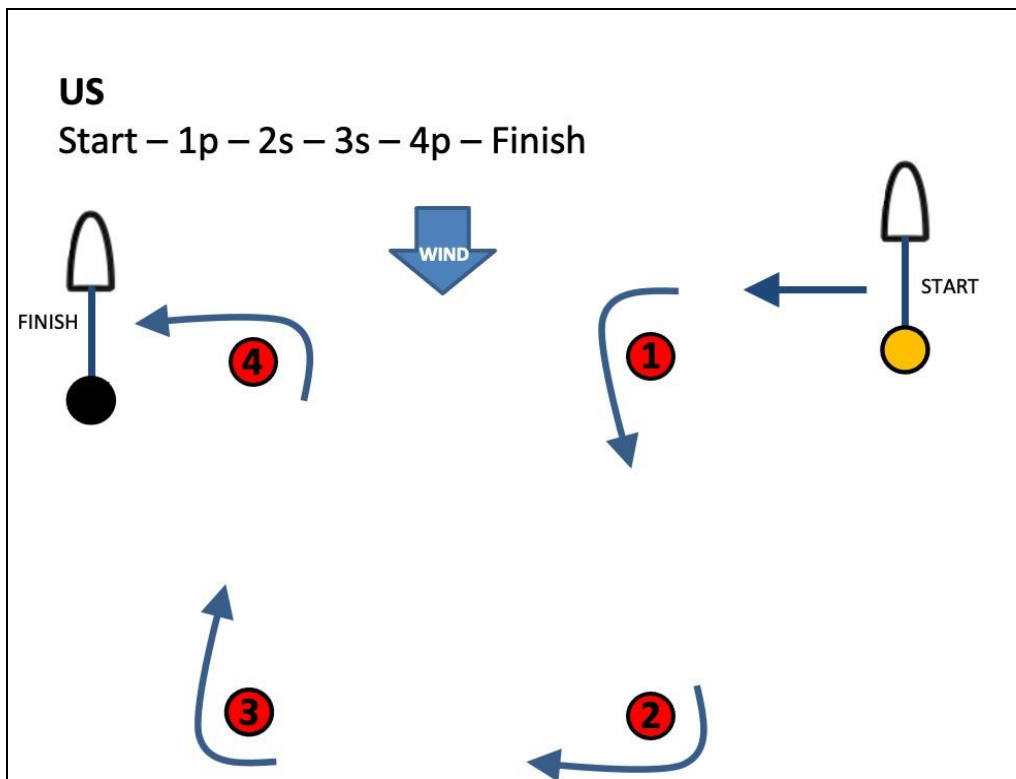 US
Start – 1p – 2s – 3s – 4p – Finish
WIND
START
FINISH
4
1
3
2